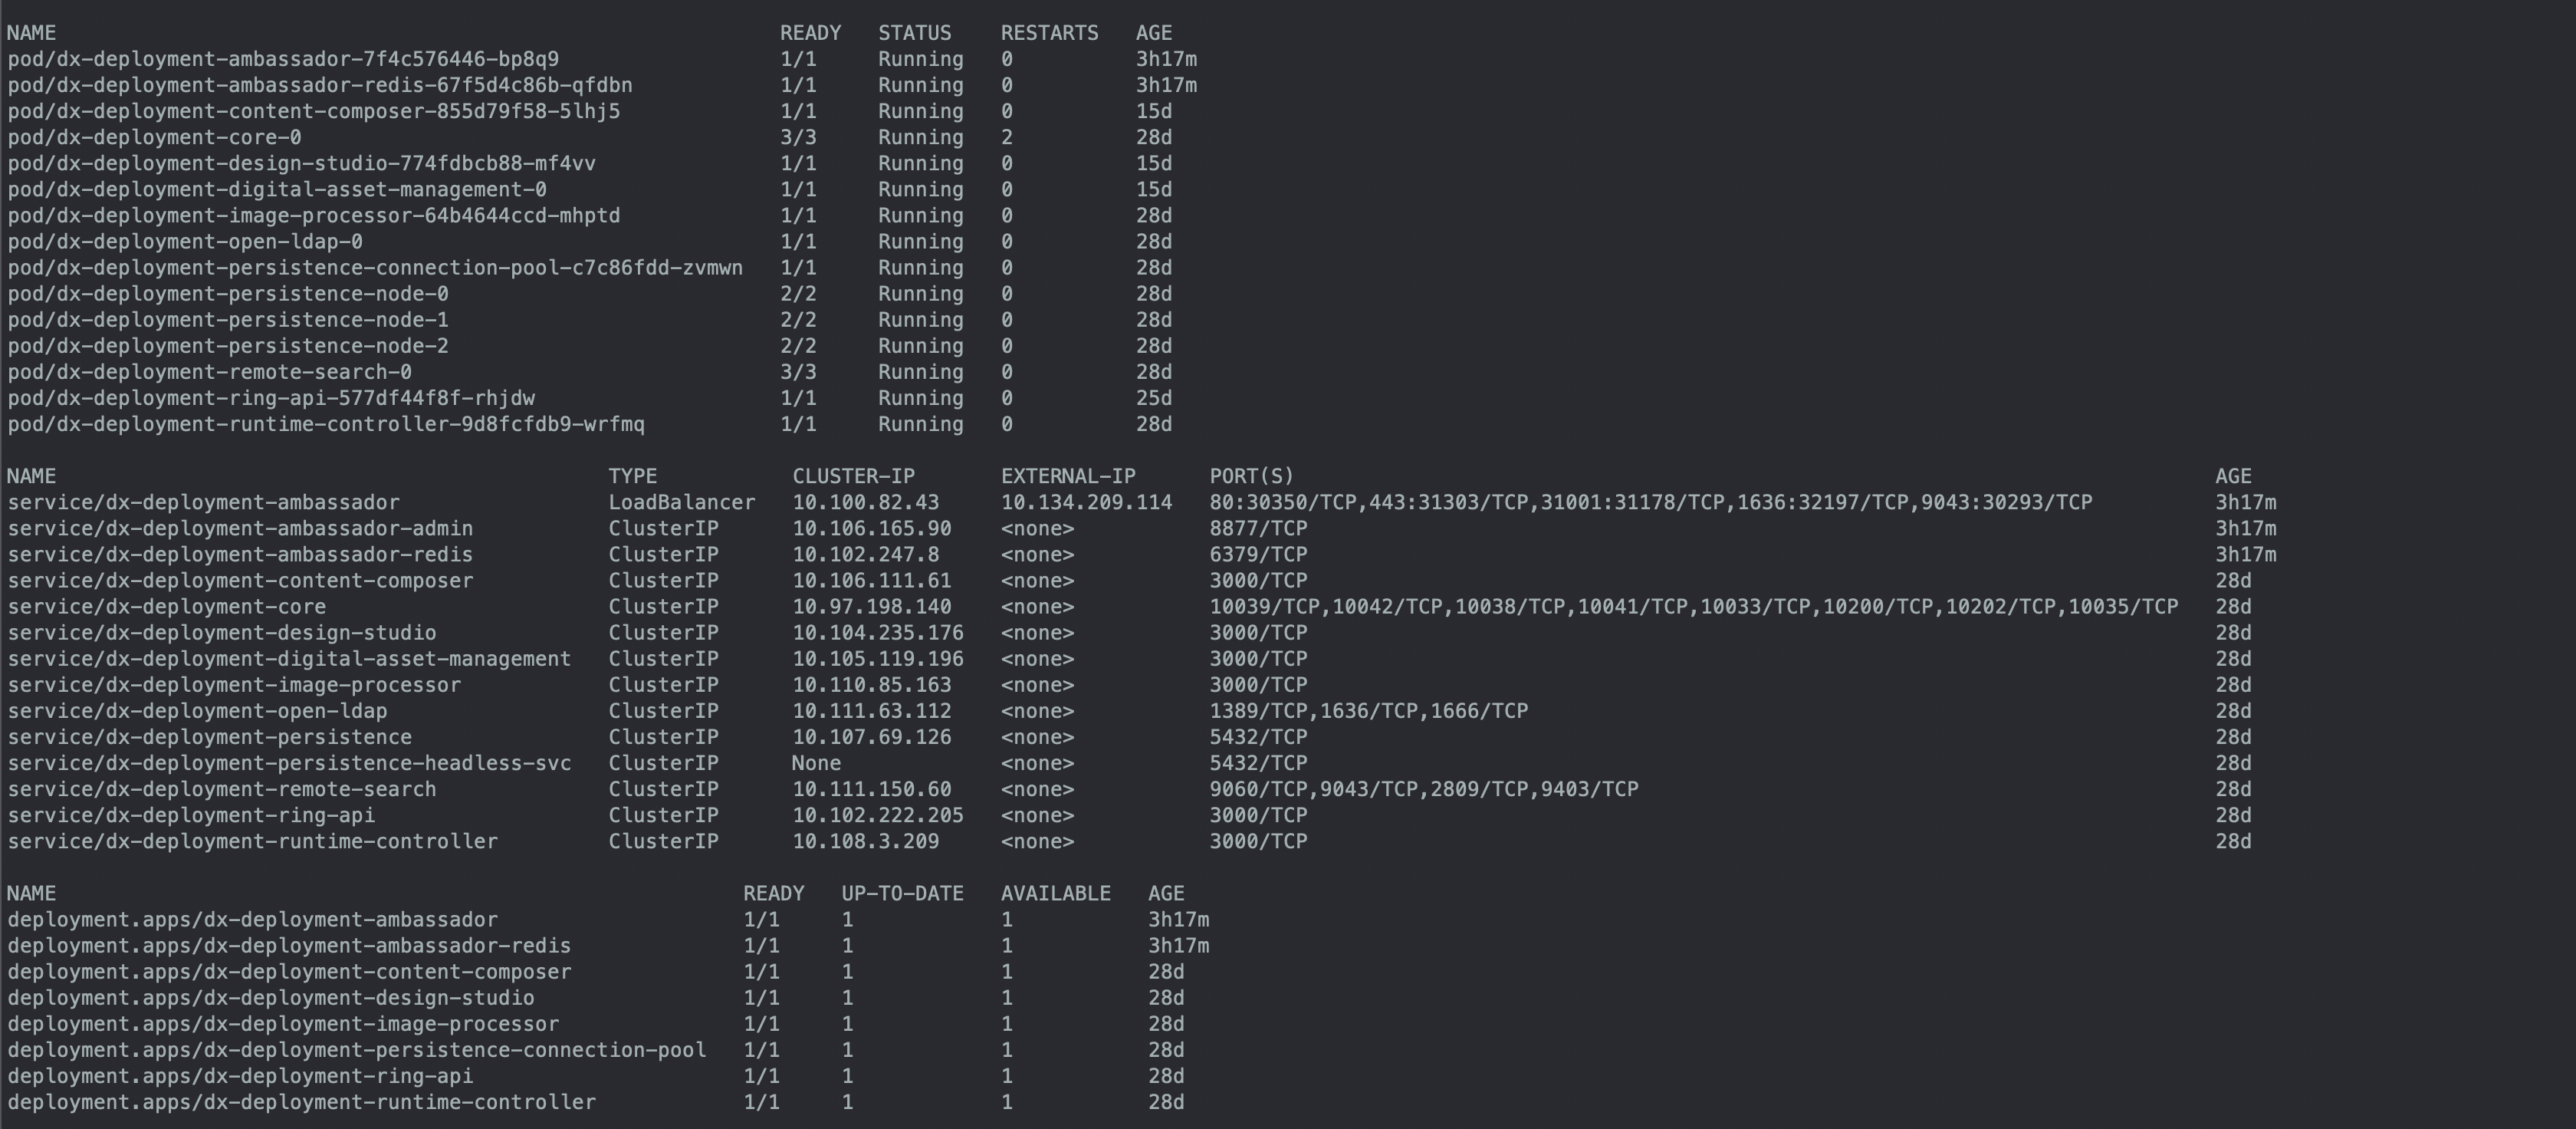 NAME                                                           READY   STATUS    RESTARTS   AGE
pod/dx-deployment-ambassador-7f4c576446-bp8q9                  1/1     Running   0          3h17m
pod/dx-deployment-ambassador-redis-67f5d4c86b-qfdbn            1/1     Running   0          3h17m
pod/dx-deployment-content-composer-855d79f58-5lhj5             1/1     Running   0          15d
pod/dx-deployment-core-0                                       3/3     Running   2          28d
pod/dx-deployment-design-studio-774fdbcb88-mf4vv               1/1     Running   0          15d
pod/dx-deployment-digital-asset-management-0                   1/1     Running   0          15d
pod/dx-deployment-image-processor-64b4644ccd-mhptd             1/1     Running   0          28d
pod/dx-deployment-open-ldap-0                                  1/1     Running   0          28d
pod/dx-deployment-persistence-connection-pool-c7c86fdd-zvmwn   1/1     Running   0          28d
pod/dx-deployment-persistence-node-0                           2/2     Running   0          28d
pod/dx-deployment-persistence-node-1                           2/2     Running   0          28d
pod/dx-deployment-persistence-node-2                           2/2     Running   0          28d
pod/dx-deployment-remote-search-0                              3/3     Running   0          28d
pod/dx-deployment-ring-api-577df44f8f-rhjdw                    1/1     Running   0          25d
pod/dx-deployment-runtime-controller-9d8fcfdb9-wrfmq           1/1     Running   0          28d

NAME                                             TYPE           CLUSTER-IP       EXTERNAL-IP      PORT(S)                                                                         AGE
service/dx-deployment-ambassador                 LoadBalancer   10.100.82.43     10.134.209.114   80:30350/TCP,443:31303/TCP,31001:31178/TCP,1636:32197/TCP,9043:30293/TCP        3h17m
service/dx-deployment-ambassador-admin           ClusterIP      10.106.165.90    <none>           8877/TCP                                                                        3h17m
service/dx-deployment-ambassador-redis           ClusterIP      10.102.247.8     <none>           6379/TCP                                                                        3h17m
service/dx-deployment-content-composer           ClusterIP      10.106.111.61    <none>           3000/TCP                                                                        28d
service/dx-deployment-core                       ClusterIP      10.97.198.140    <none>           10039/TCP,10042/TCP,10038/TCP,10041/TCP,10033/TCP,10200/TCP,10202/TCP,10035/TCP   28d
service/dx-deployment-design-studio              ClusterIP      10.104.235.176   <none>           3000/TCP                                                                        28d
service/dx-deployment-digital-asset-management   ClusterIP      10.105.119.196   <none>           3000/TCP                                                                        28d
service/dx-deployment-image-processor            ClusterIP      10.110.85.163    <none>           3000/TCP                                                                        28d
service/dx-deployment-open-ldap                  ClusterIP      10.111.63.112    <none>           1389/TCP,1636/TCP,1666/TCP                                                      28d
service/dx-deployment-persistence                ClusterIP      10.107.69.126    <none>           5432/TCP                                                                        28d
service/dx-deployment-persistence-headless-svc   ClusterIP      None             <none>           5432/TCP                                                                        28d
service/dx-deployment-remote-search              ClusterIP      10.111.150.60    <none>           9060/TCP,9043/TCP,2809/TCP,9403/TCP                                             28d
service/dx-deployment-ring-api                   ClusterIP      10.102.222.205   <none>           3000/TCP                                                                        28d
service/dx-deployment-runtime-controller         ClusterIP      10.108.3.209     <none>           3000/TCP                                                                        28d

NAME                                                        READY   UP-TO-DATE   AVAILABLE   AGE
deployment.apps/dx-deployment-ambassador                    1/1     1            1           3h17m
deployment.apps/dx-deployment-ambassador-redis              1/1     1            1           3h17m
deployment.apps/dx-deployment-content-composer              1/1     1            1           28d
deployment.apps/dx-deployment-design-studio                 1/1     1            1           28d
deployment.apps/dx-deployment-image-processor               1/1     1            1           28d
deployment.apps/dx-deployment-persistence-connection-pool   1/1     1            1           28d
deployment.apps/dx-deployment-ring-api                      1/1     1            1           28d
deployment.apps/dx-deployment-runtime-controller            1/1     1            1           28d